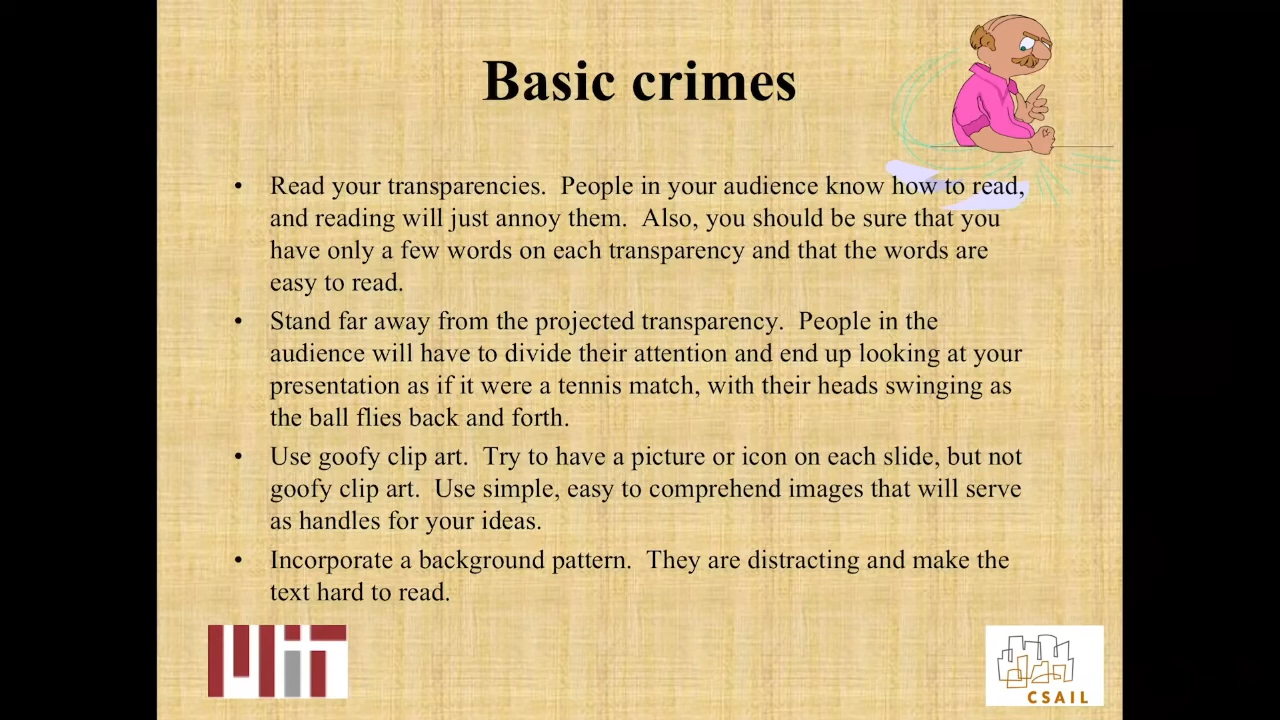 Basic crimes
• Read your transparencies. People in your audience know how to read,
and reading will just annoy them. Also, you should be sure that you
have only a few words on each transparency and that the words are
easy to read.
• Stand far away from the projected transparency. People in the
audience will have to divide their attention and end up looking at your
presentation as if it were a tennis match, with their heads swinging as
the ball flies back and forth.
• Use goofy clip art. Try to have a picture or icon on each slide, but not
goofy clip art. Use simple, easy to comprehend images that will serve
as handles for your ideas.
• Incorporate a background pattern. They are distracting and make the
text hard to read.
MIT
CSAIL